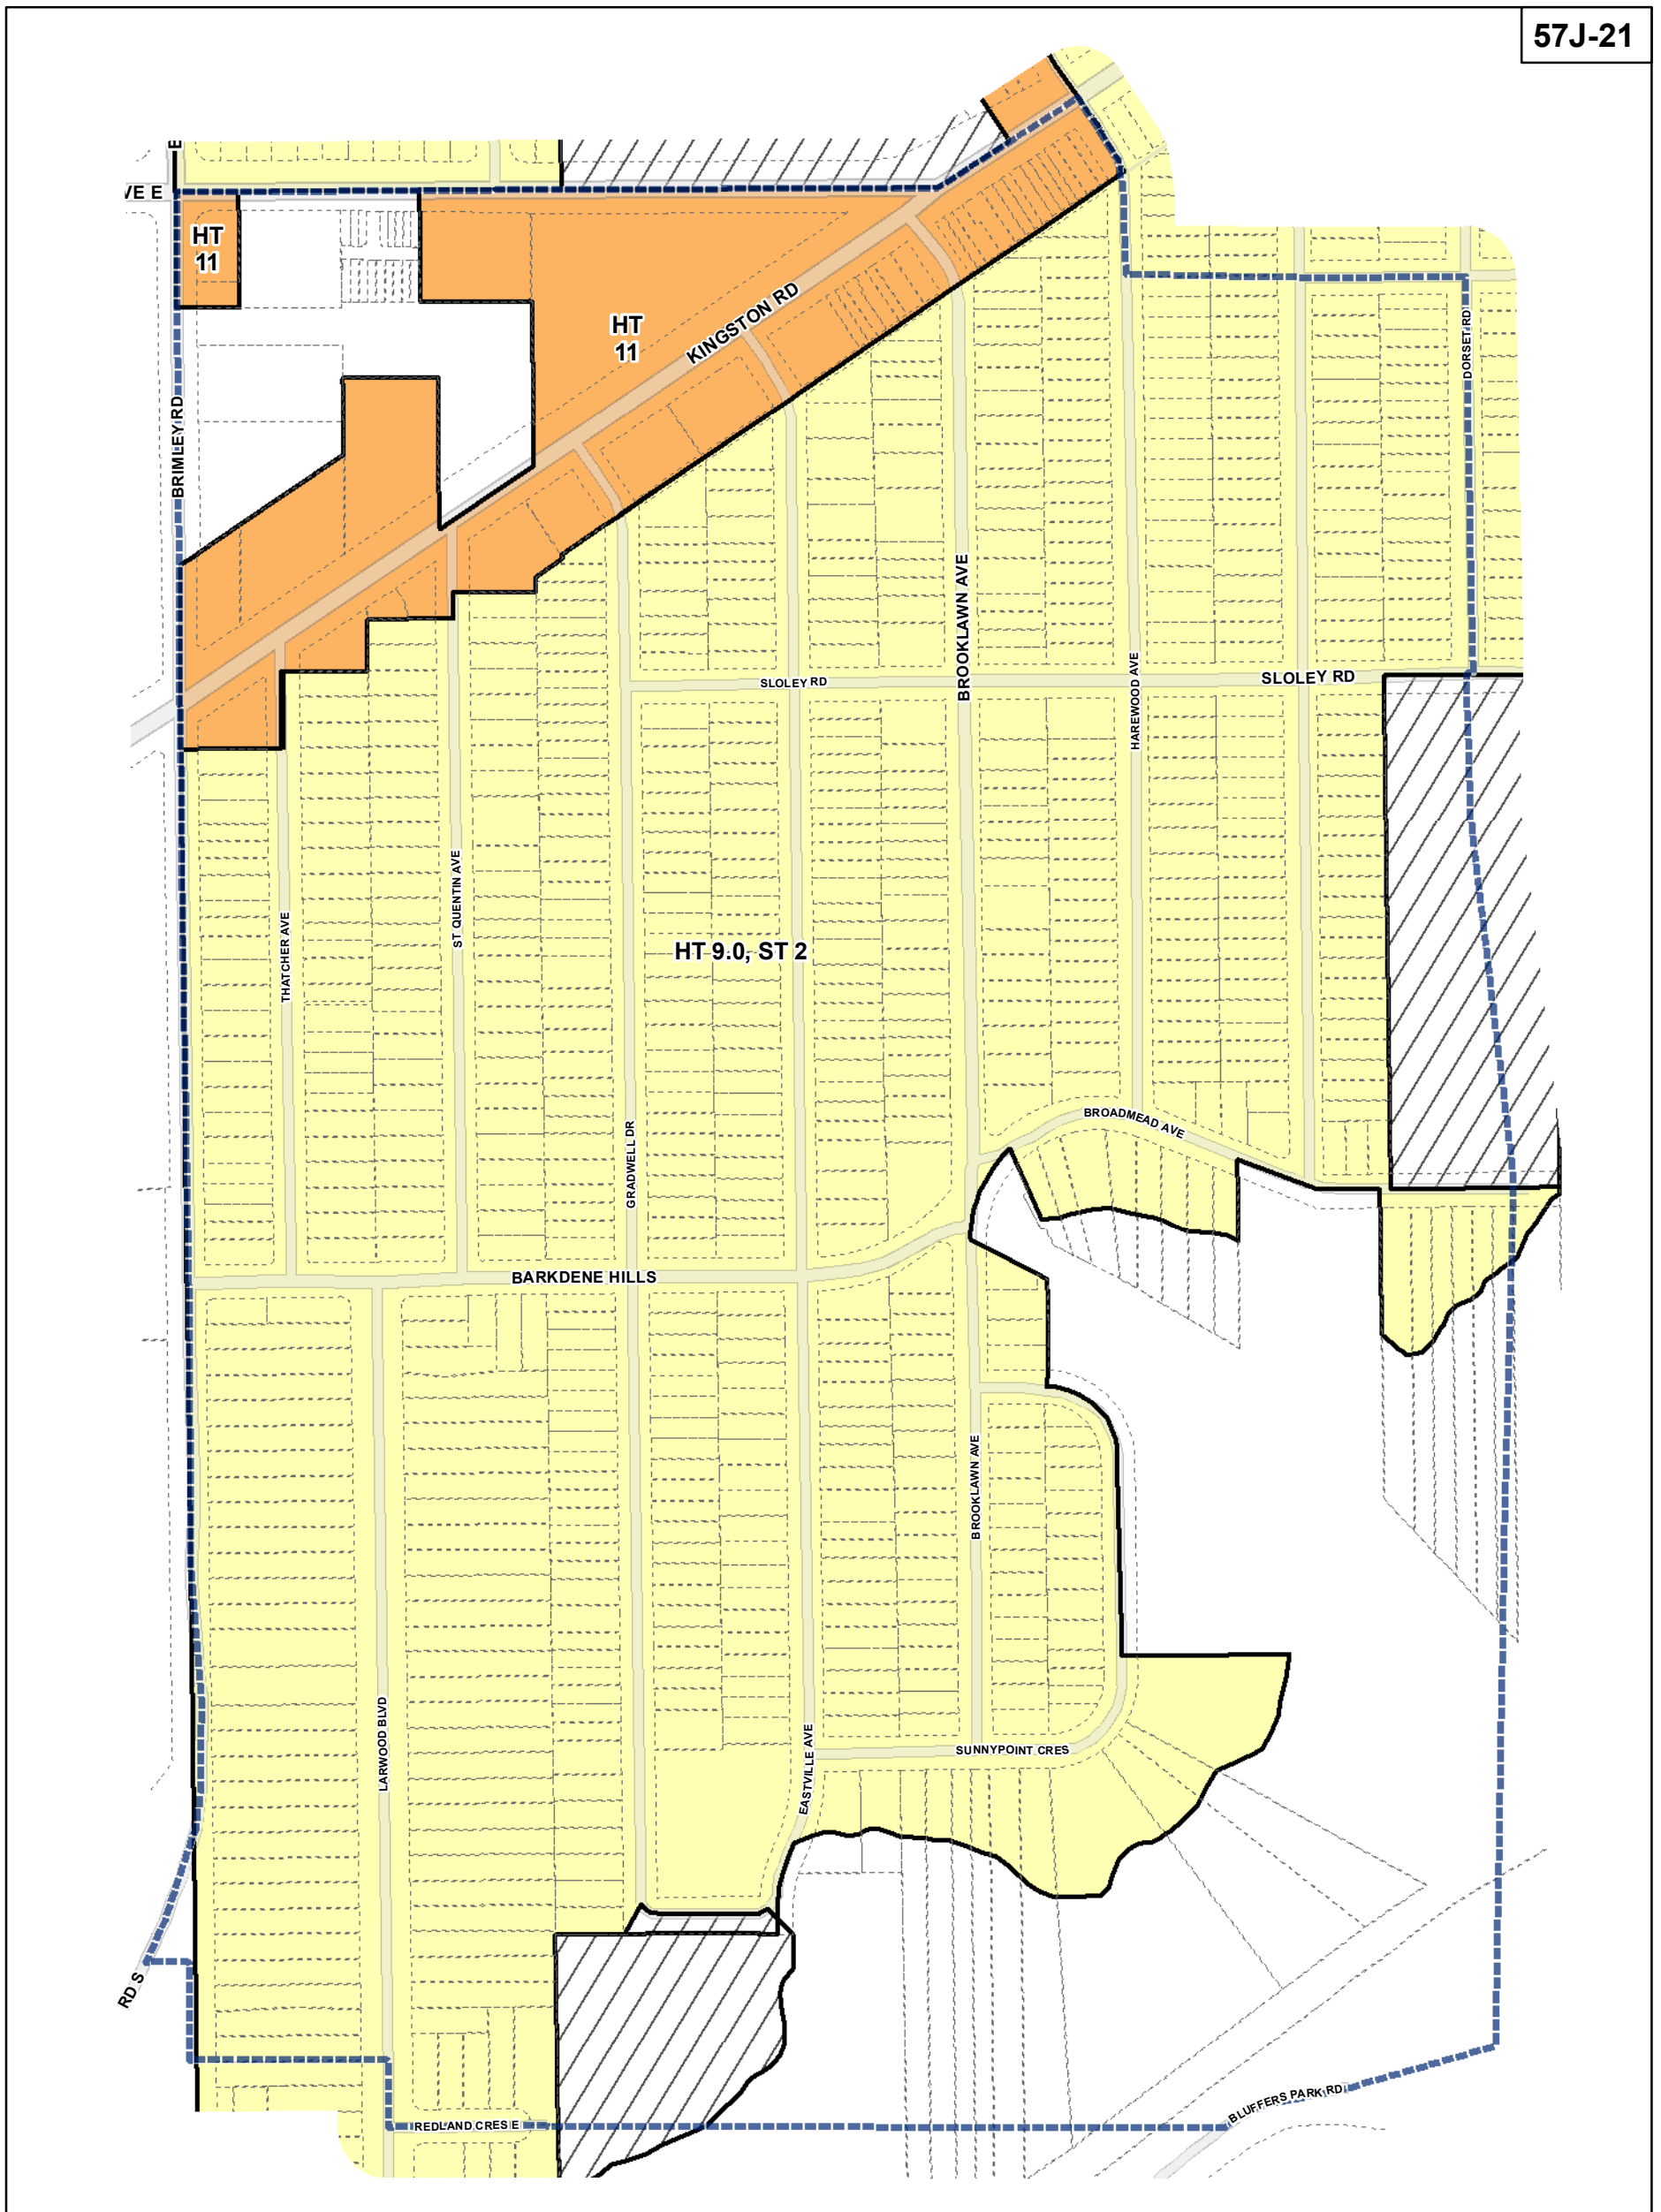 57J-21
E
VE E
HT
11
HT
11
KINGSTON RD
BRIMLEY RD
DORSET RD
BROOKLAWN AVE
HAREWOOD AVE
SLOLEY RD
SLOLEY RD
ST QUENTIN AVE
THATCHER AVE
HT 9.0, ST 2
BROADMEAD AVE
GRADWELL DR
BARKDENE HILLS
BROOKLAWN AVE
LARWOOD BLVD
EASTVILLE AVE
SUNNYPOINT CRES
RD S
BLUFFERS PARK RD
REDLAND CRES E